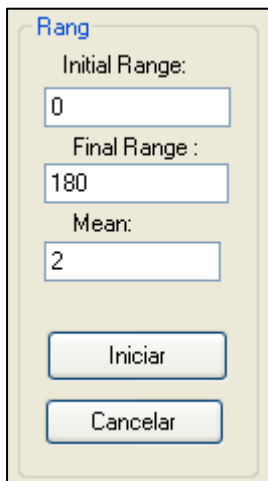 Rang
Initial Range:
0
Final Range :
180
Mean:
2
Iniciar
Cancelar